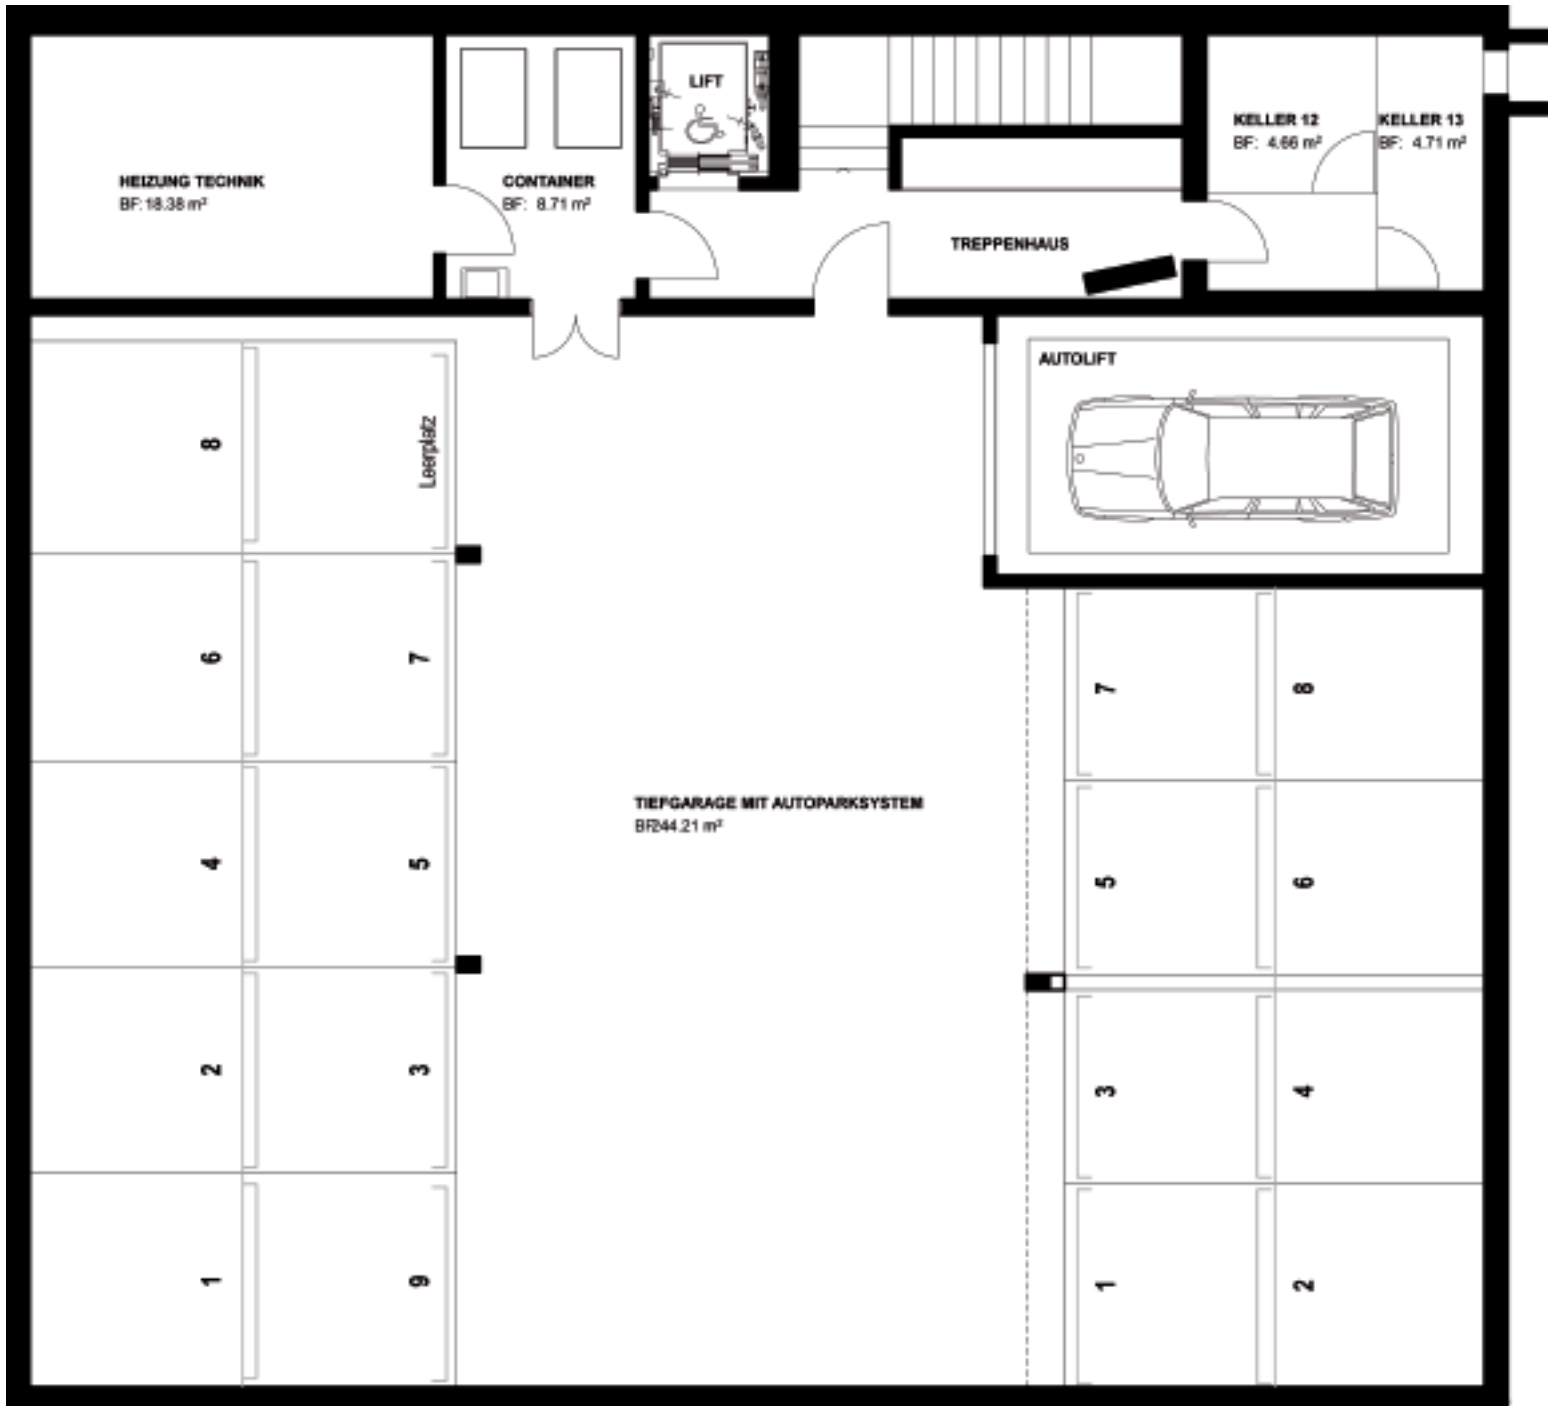 LIFT
KELLER 12
BF: 4.66 m²
KELLER 13
BF: 4.71 m²
HEIZUNG TECHNIK
BF: 18.38 m²
CONTAINER
BF: 8.71 m²
TREPPENHAUS
AUTOLIFT
8
Leerplatz
6
7
7
8
TIEFGARAGE MIT AUTOPARKSYSTEM
BF244.21 m²
4
5
5
6
2
3
3
4
1
9
1
2